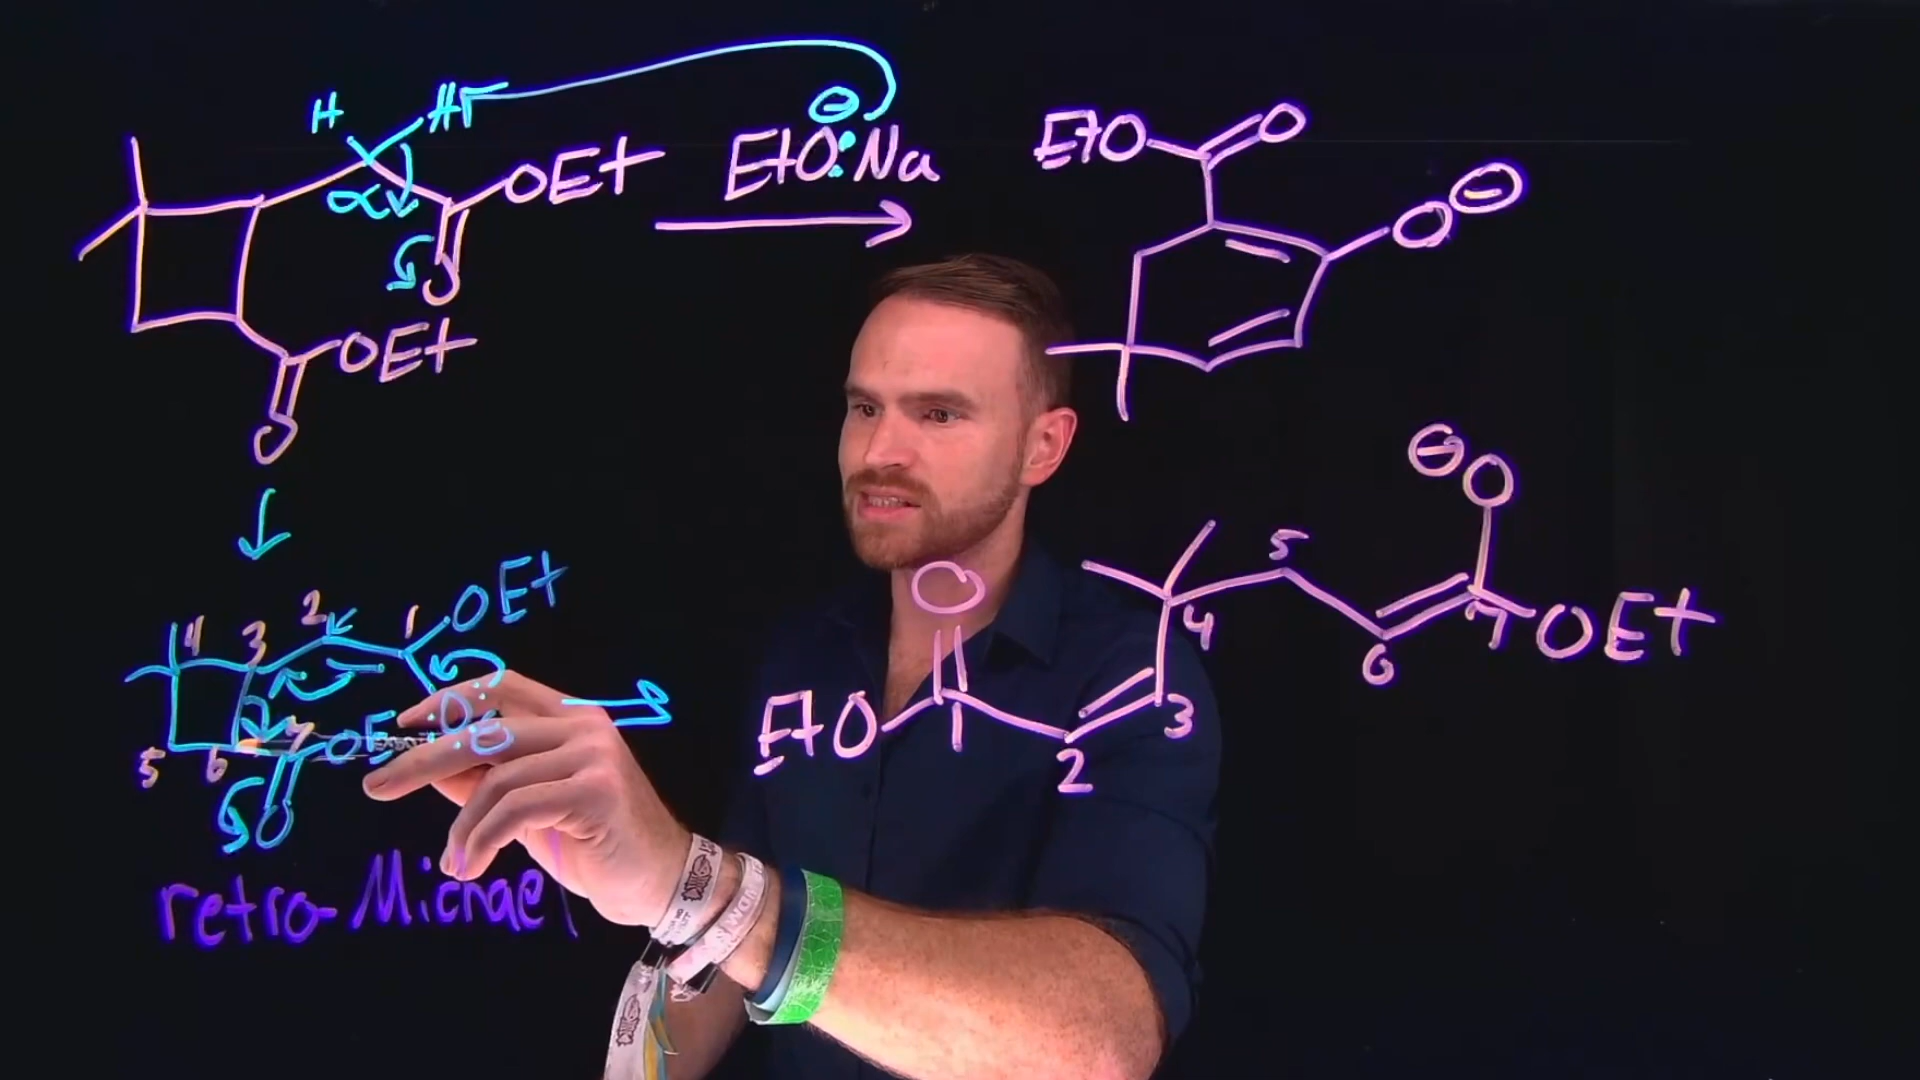 H H
α
OEt
O
OEt
O
EtO:Na
⊖
EtO
O
O ⊖
1 2 3 4 5 6 7
OEt
O
O
retro-Michael
EtO
O
1 2 3 4 5 6 7
⊖ O
OEt